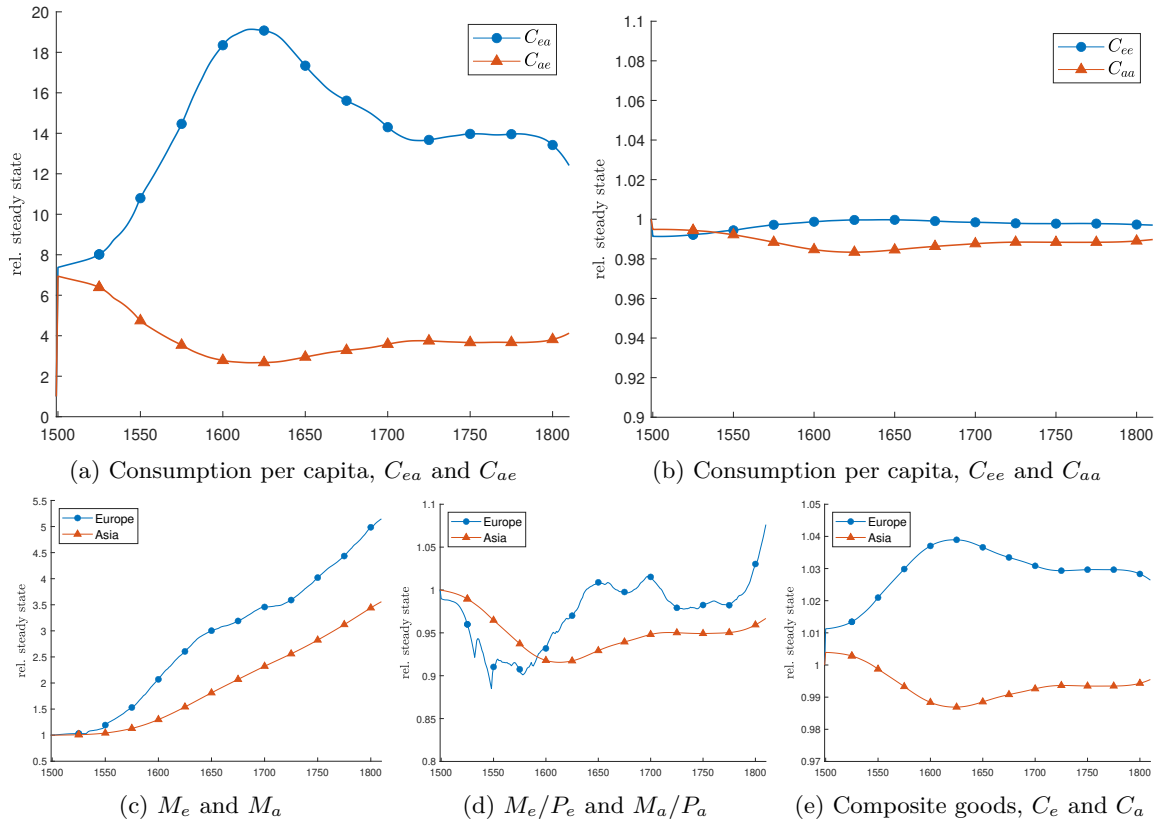 20
18
16
14
12
10
8
6
4
2
0
rel. steady state
C_ea
C_ae
1500 1550 1600 1650 1700 1750 1800
(a) Consumption per capita, C_ea and C_ae
1.1
1.08
1.06
1.04
1.02
1
0.98
0.96
0.94
0.92
0.9
rel. steady state
C_ee
C_aa
1500 1550 1600 1650 1700 1750 1800
(b) Consumption per capita, C_ee and C_aa
5.5
5
4.5
4
3.5
3
2.5
2
1.5
1
0.5
rel. steady state
Europe
Asia
1500 1550 1600 1650 1700 1750 1800
(c) M_e and M_a
1.1
1.05
1
0.95
0.9
0.85
0.8
rel. steady state
Europe
Asia
1500 1550 1600 1650 1700 1750 1800
(d) M_e/P_e and M_a/P_a
1.05
1.04
1.03
1.02
1.01
1
0.99
0.98
0.97
rel. steady state
Europe
Asia
1500 1550 1600 1650 1700 1750 1800
(e) Composite goods, C_e and C_a